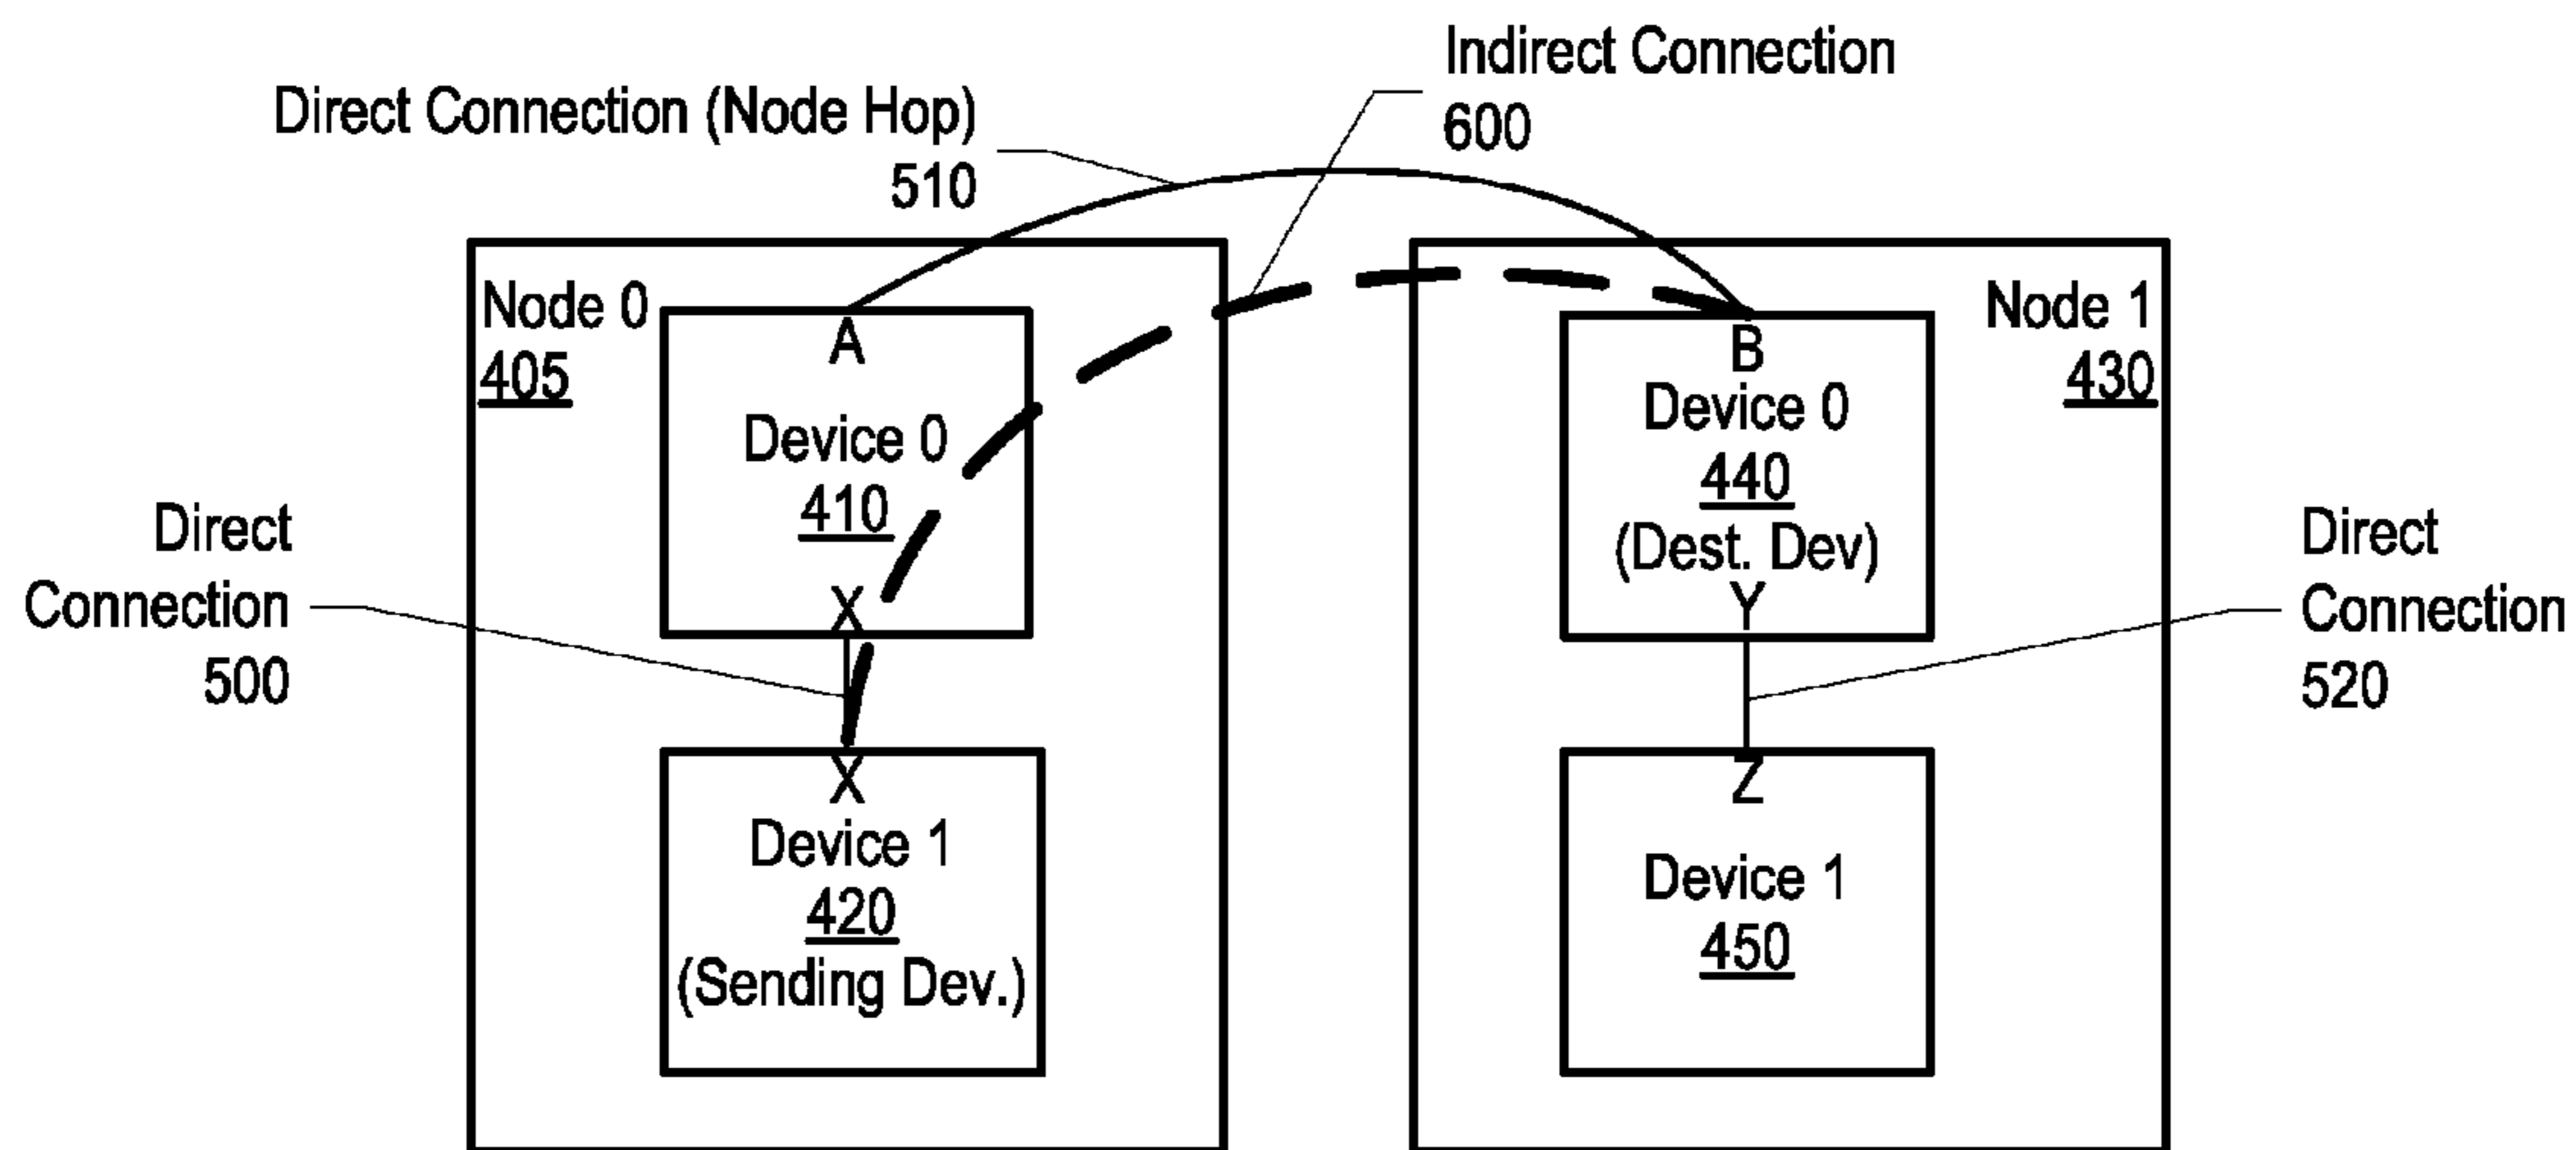 Indirect Connection
600
Direct Connection (Node Hop)
510
Node 0
405
A
Device 0
410
X
Direct
Connection
500
X
Device 1
420
(Sending Dev.)
Node 1
430
B
Device 0
440
(Dest. Dev)
Y
Direct
Connection
520
Z
Device 1
450